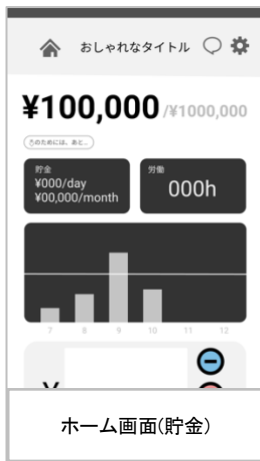 おしゃれなタイトル
¥100,000/¥1000,000
そのためには、あと…
貯金
¥000/day
¥00,000/month
労働
000h
7 8 9 10 11 12
¥
ホーム画面(貯金)